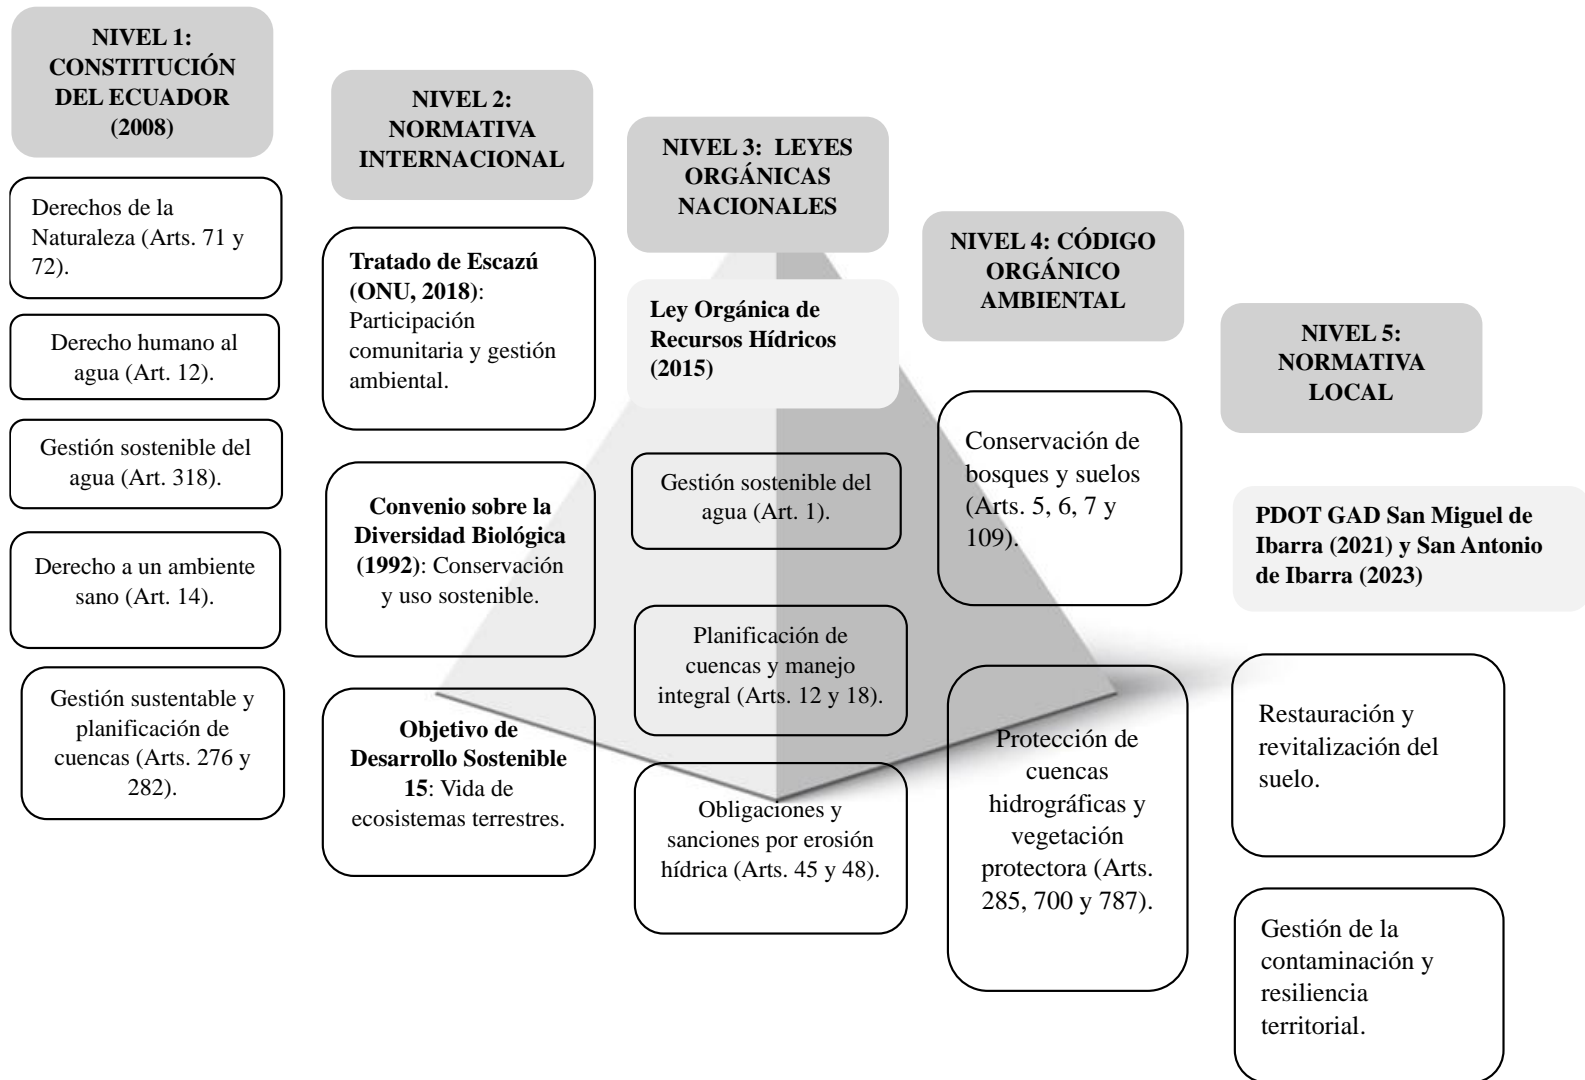 NIVEL 1:
CONSTITUCIÓN
DEL ECUADOR
(2008)
Derechos de la
Naturaleza (Arts. 71 y
72).
Derecho humano al
agua (Art. 12).
Gestión sostenible del
agua (Art. 318).
Derecho a un ambiente
sano (Art. 14).
Gestión sustentable y
planificación de
cuencas (Arts. 276 y
282).
NIVEL 2:
NORMATIVA
INTERNACIONAL
Tratado de Escazú
(ONU, 2018):
Participación
comunitaria y gestión
ambiental.
Convenio sobre la
Diversidad Biológica
(1992): Conservación
y uso sostenible.
Objetivo de
Desarrollo Sostenible
15: Vida de
ecosistemas terrestres.
NIVEL 3: LEYES
ORGÁNICAS
NACIONALES
Ley Orgánica de
Recursos Hídricos
(2015)
Gestión sostenible del
agua (Art. 1).
Planificación de
cuencas y manejo
integral (Arts. 12 y 18).
Obligaciones y
sanciones por erosión
hídrica (Arts. 45 y 48).
NIVEL 4: CÓDIGO
ORGÁNICO
AMBIENTAL
Conservación de
bosques y suelos
(Arts. 5, 6, 7 y
109).
Protección de
cuencas
hidrográficas y
vegetación
protectora (Arts.
285, 700 y 787).
NIVEL 5:
NORMATIVA
LOCAL
PDOT GAD San Miguel de
Ibarra (2021) y San Antonio
de Ibarra (2023)
Restauración y
revitalización del
suelo.
Gestión de la
contaminación y
resiliencia
territorial.